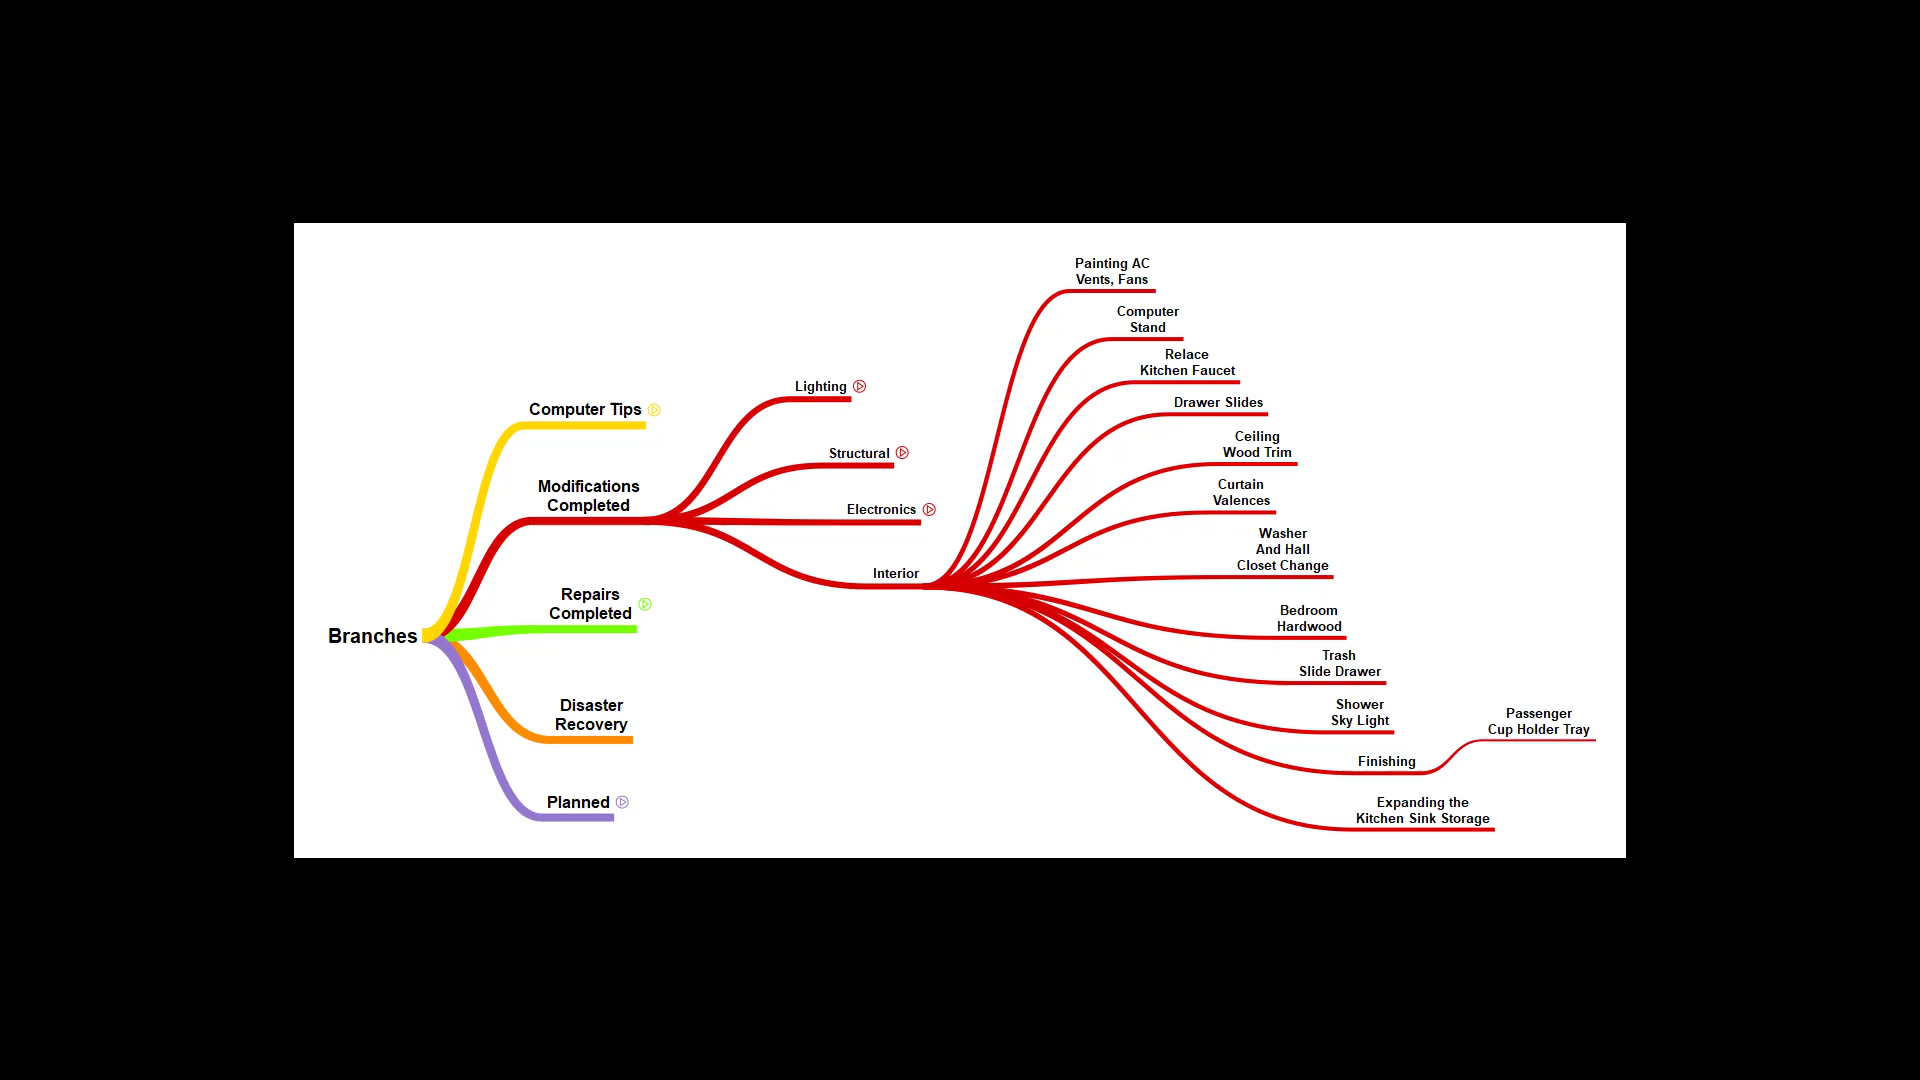 Branches
Computer Tips
Modifications
Completed
Lighting
Structural
Electronics
Interior
Painting AC
Vents, Fans
Computer
Stand
Relace
Kitchen Faucet
Drawer Slides
Ceiling
Wood Trim
Curtain
Valences
Washer
And Hall
Closet Change
Bedroom
Hardwood
Trash
Slide Drawer
Shower
Sky Light
Finishing
Passenger
Cup Holder Tray
Expanding the
Kitchen Sink Storage
Repairs
Completed
Disaster
Recovery
Planned